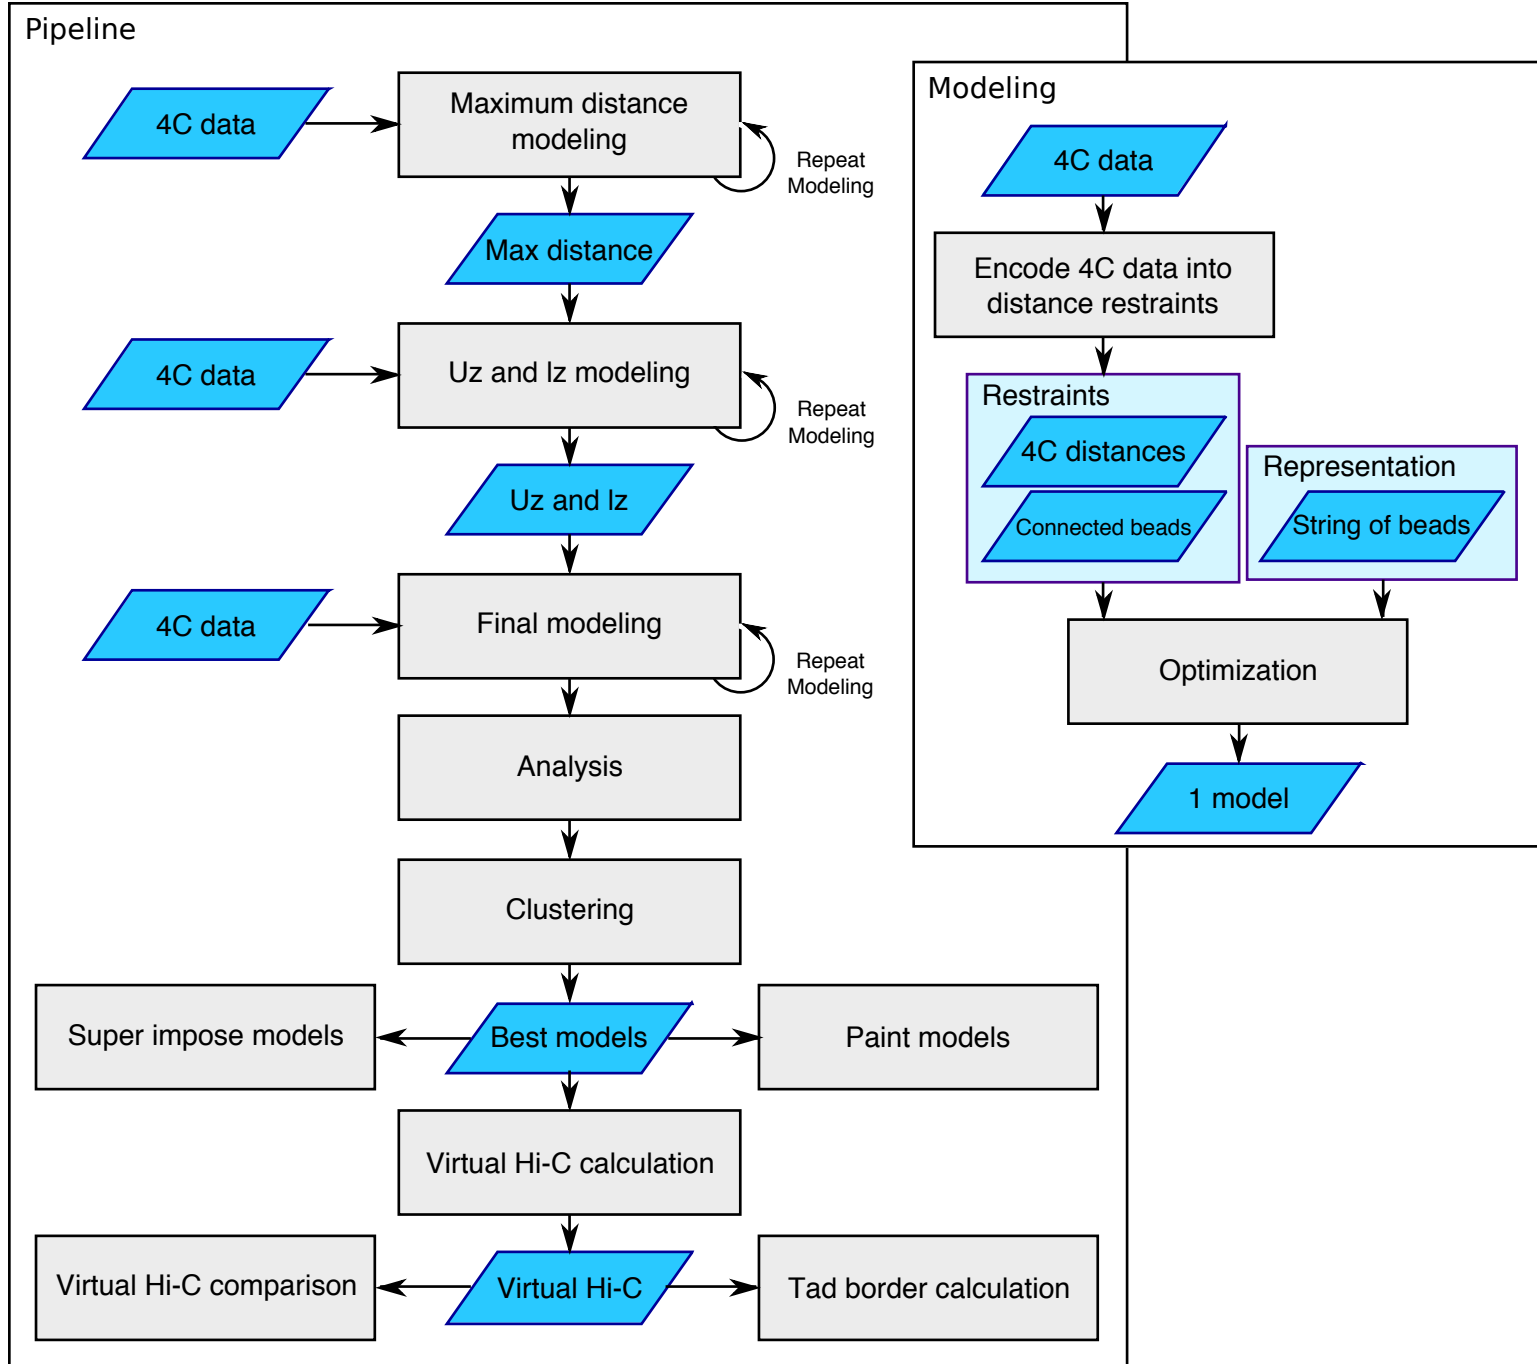 Pipeline
4C data
Maximum distance
modeling
Repeat
Modeling
Max distance
4C data
Uz and lz modeling
Repeat
Modeling
Uz and lz
4C data
Final modeling
Repeat
Modeling
Analysis
Clustering
Super impose models
Best models
Paint models
Virtual Hi-C calculation
Virtual Hi-C comparison
Virtual Hi-C
Tad border calculation
Modeling
4C data
Encode 4C data into
distance restraints
Restraints
4C distances
Connected beads
Representation
String of beads
Optimization
1 model